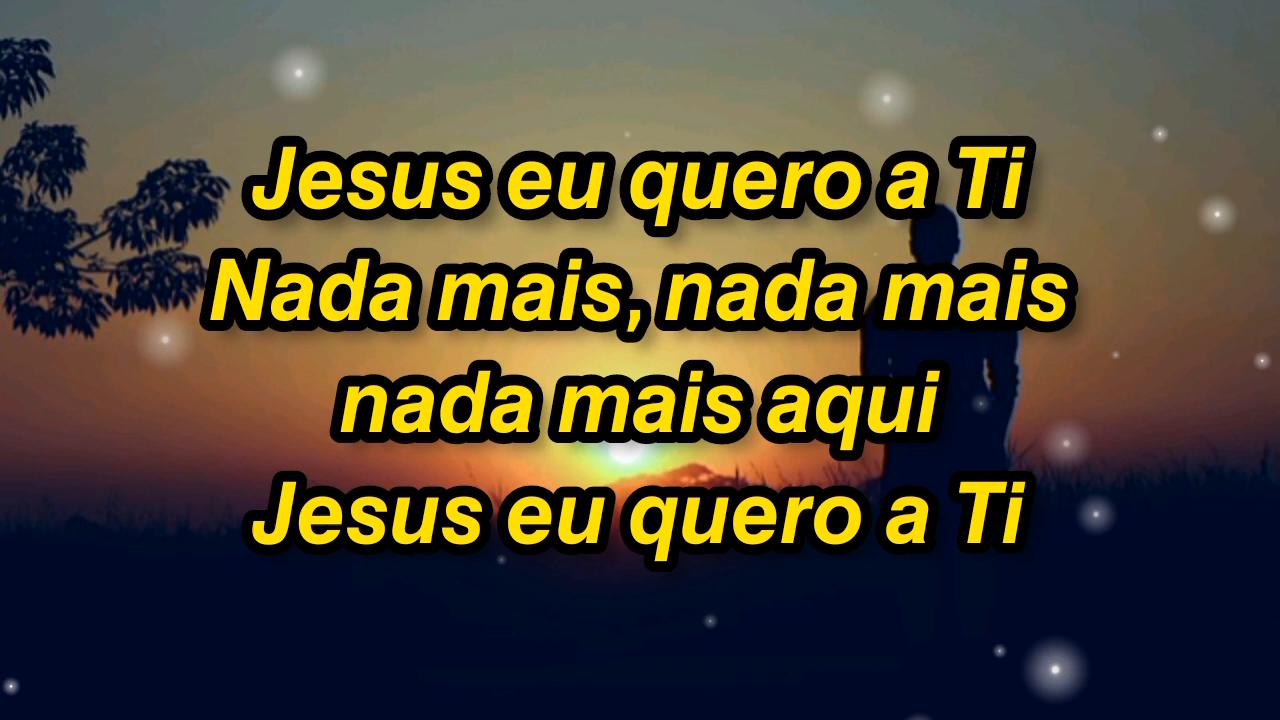 Jesus eu quero a Ti
Nada mais, nada mais
nada mais aqui
Jesus eu quero a Ti